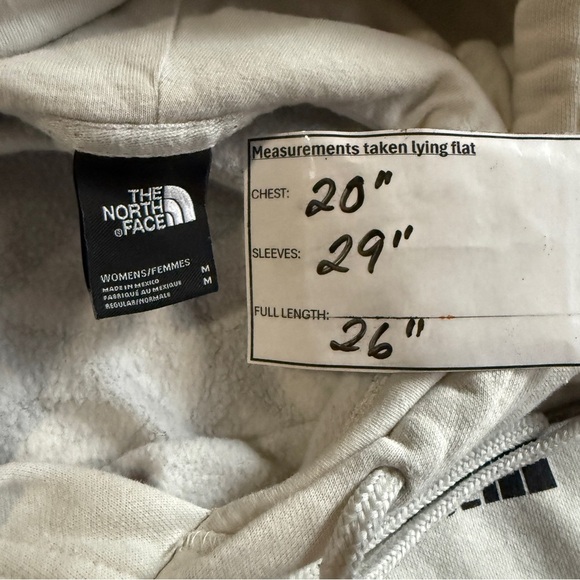 THE
NORTH
FACE
WOMENS/FEMMES M
MADE IN MEXICO M
FABRIQUÉ AU MEXIQUE
REGULAR/NORMALE
Measurements taken lying flat
CHEST: 20"
SLEEVES: 29"
FULL LENGTH: 26"